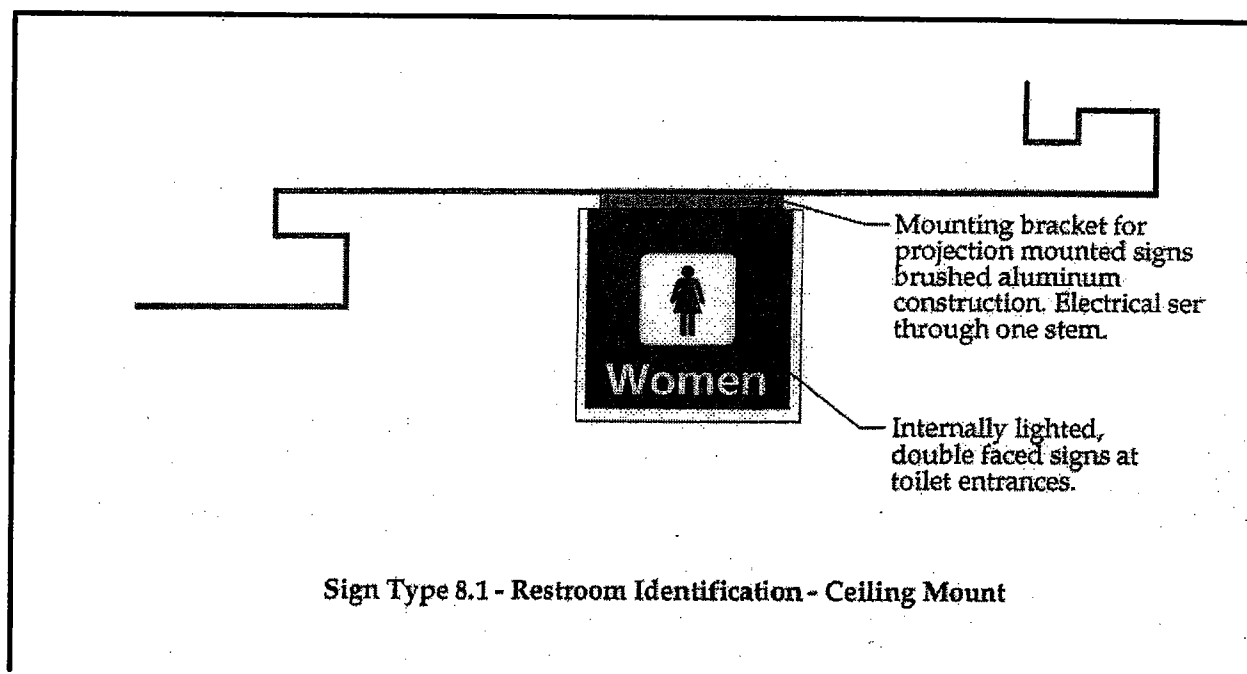 Mounting bracket for
projection mounted signs
brushed aluminum
construction. Electrical ser
through one stem.
Women
Internally lighted,
double faced signs at
toilet entrances.
Sign Type 8.1 - Restroom Identification - Ceiling Mount